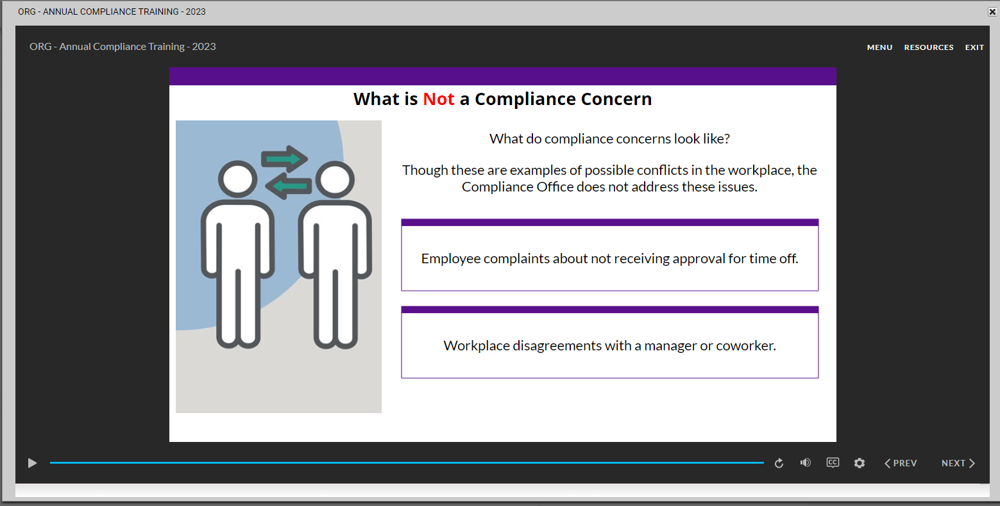 ORG - ANNUAL COMPLIANCE TRAINING - 2023
ORG - Annual Compliance Training - 2023
MENU RESOURCES EXIT
What is Not a Compliance Concern
What do compliance concerns look like?
Though these are examples of possible conflicts in the workplace, the
Compliance Office does not address these issues.
Employee complaints about not receiving approval for time off.
Workplace disagreements with a manager or coworker.
CC
PREV NEXT